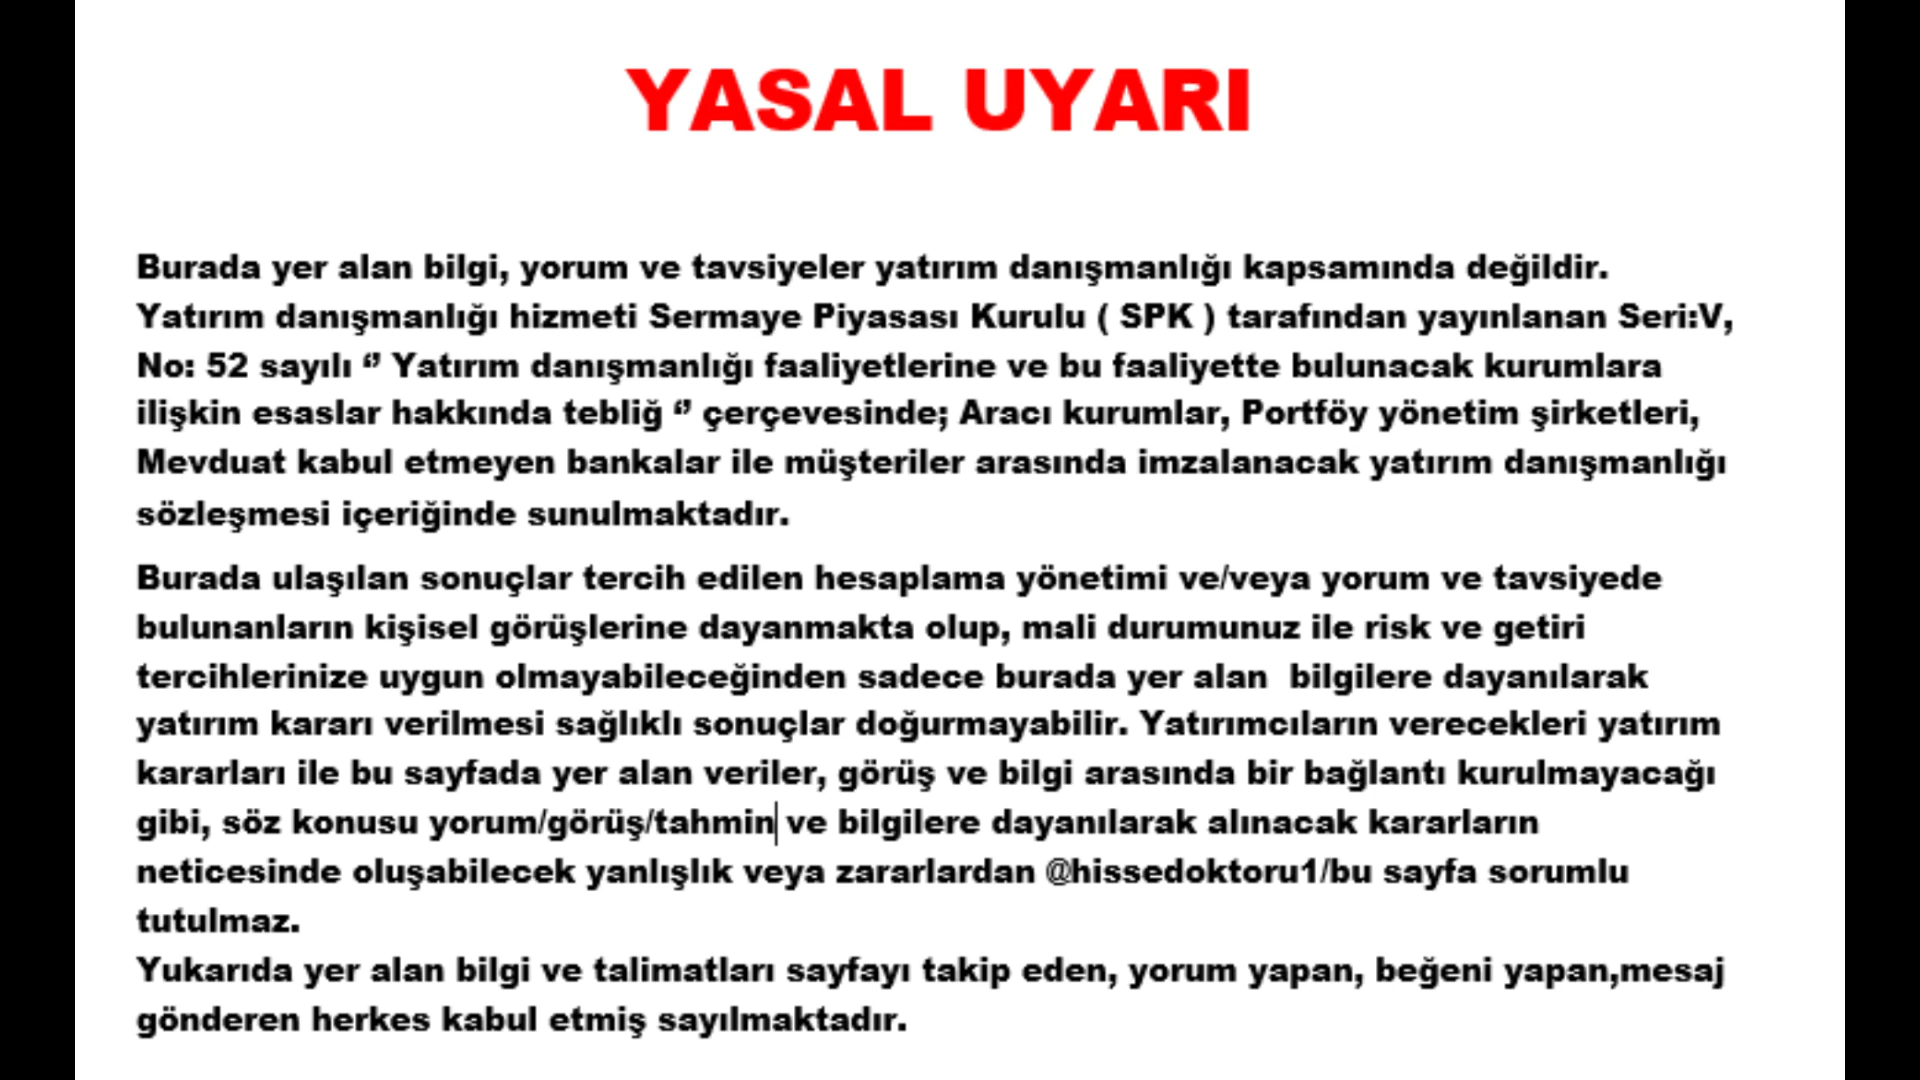 YASAL UYARI
Burada yer alan bilgi, yorum ve tavsiyeler yatırım danışmanlığı kapsamında değildir.
Yatırım danışmanlığı hizmeti Sermaye Piyasası Kurulu ( SPK ) tarafından yayınlanan Seri:V,
No: 52 sayılı “ Yatırım danışmanlığı faaliyetlerine ve bu faaliyette bulunacak kurumlara
ilişkin esaslar hakkında tebliğ “ çerçevesinde; Aracı kurumlar, Portföy yönetim şirketleri,
Mevduat kabul etmeyen bankalar ile müşteriler arasında imzalanacak yatırım danışmanlığı
sözleşmesi içeriğinde sunulmaktadır.
Burada ulaşılan sonuçlar tercih edilen hesaplama yönetimi ve/veya yorum ve tavsiyede
bulunanların kişisel görüşlerine dayanmakta olup, mali durumunuz ile risk ve getiri
tercihlerinize uygun olmayabileceğinden sadece burada yer alan  bilgilere dayanılarak
yatırım kararı verilmesi sağlıklı sonuçlar doğurmayabilir. Yatırımcıların verecekleri yatırım
kararları ile bu sayfada yer alan veriler, görüş ve bilgi arasında bir bağlantı kurulmayacağı
gibi, söz konusu yorum/görüş/tahmin ve bilgilere dayanılarak alınacak kararların
neticesinde oluşabilecek yanlışlık veya zararlardan @hissedoktoru1/bu sayfa sorumlu
tutulmaz.
Yukarıda yer alan bilgi ve talimatları sayfayı takip eden, yorum yapan, beğeni yapan,mesaj
gönderen herkes kabul etmiş sayılmaktadır.